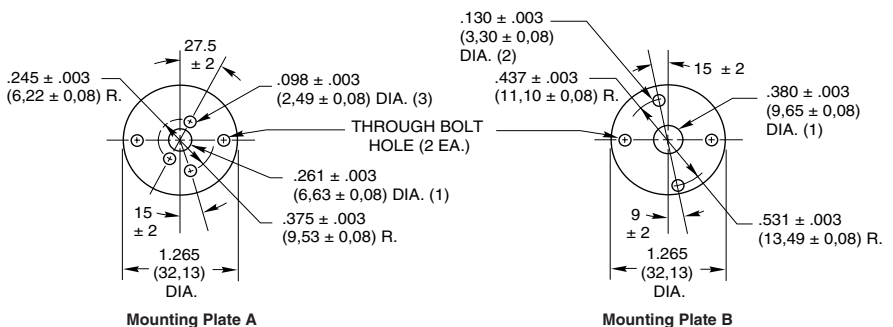 27.5
± 2
.245 ± .003
(6,22 ± 0,08) R.
.098 ± .003
(2,49 ± 0,08) DIA. (3)
THROUGH BOLT
HOLE (2 EA.)
.261 ± .003
(6,63 ± 0,08) DIA. (1)
15
± 2
.375 ± .003
(9,53 ± 0,08) R.
1.265
(32,13)
DIA.
Mounting Plate A
.130 ± .003
(3,30 ± 0,08)
DIA. (2)
15 ± 2
.437 ± .003
(11,10 ± 0,08) R.
.380 ± .003
(9,65 ± 0,08)
DIA. (1)
9
± 2
.531 ± .003
(13,49 ± 0,08) R.
1.265
(32,13)
DIA.
Mounting Plate B